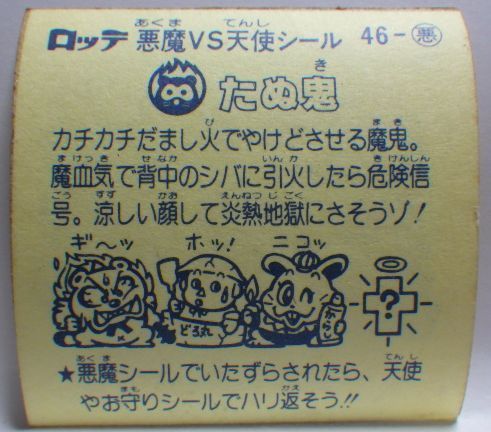 ロッテ 悪魔VS天使シール 46-悪
たぬ鬼
カチカチだまし火でやけどさせる魔鬼。
魔血気で背中のシバに引火したら危険信
号。涼しい顔して炎熱地獄にさそうゾ!
ギ〜ッ ホッ! ニコッ
どろ丸 からし ?
★悪魔シールでいたずらされたら、天使
やお守りシールでハリ返そう!!